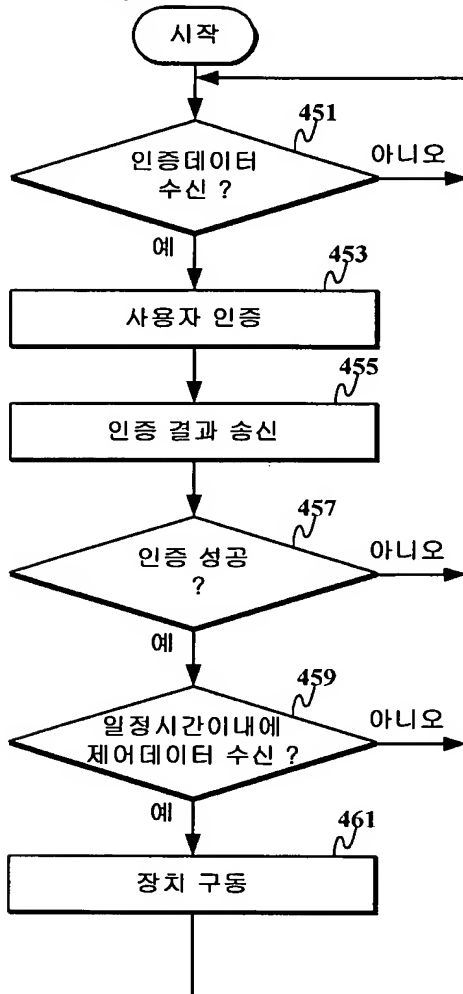 시작
451
인증데이터
수신 ?
아니오
예
453
사용자 인증
455
인증 결과 송신
457
인증 성공
?
아니오
예
459
일정시간이내에
제어데이터 수신 ?
아니오
예
461
장치 구동